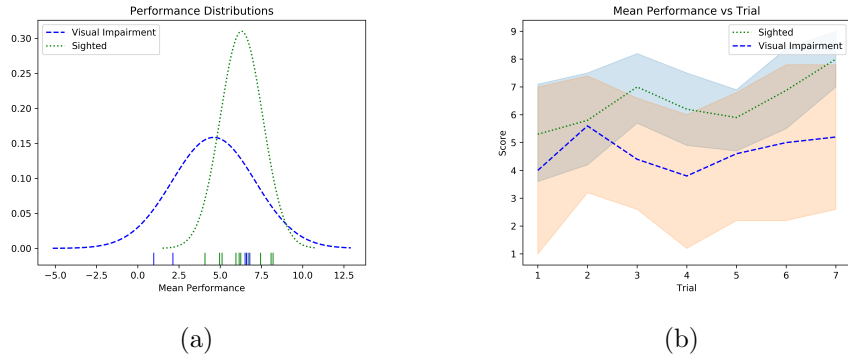 Performance Distributions
Visual Impairment
Sighted
0.30
0.25
0.20
0.15
0.10
0.05
0.00
−5.0 −2.5 0.0 2.5 5.0 7.5 10.0 12.5
Mean Performance
(a)
Mean Performance vs Trial
Sighted
Visual Impairment
9
8
7
6
5
4
3
2
1
Score
1 2 3 4 5 6 7
Trial
(b)